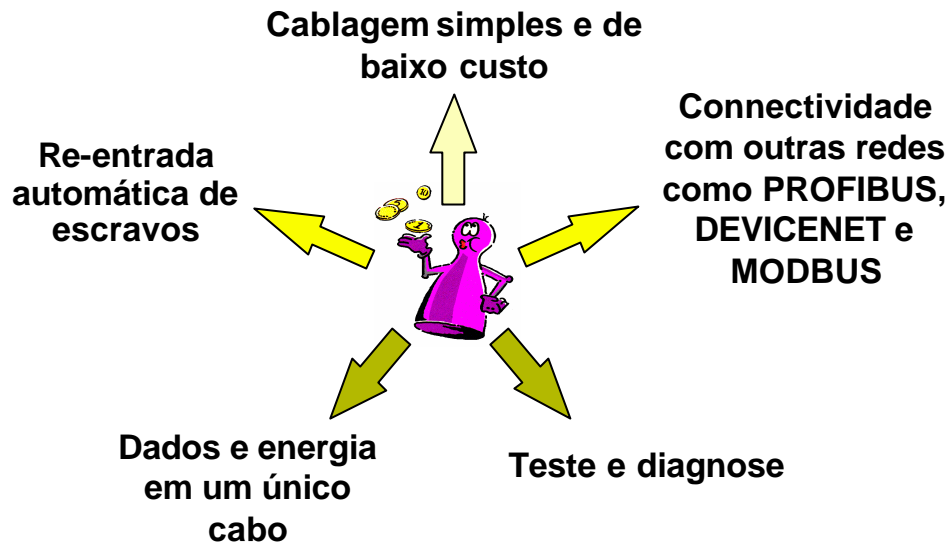 Cablagem simples e de
baixo custo
Connectividade
com outras redes
como PROFIBUS,
DEVICENET e
MODBUS
Re-entrada
automática de
escravos
10
Dados e energia
em um único
cabo
Teste e diagnose